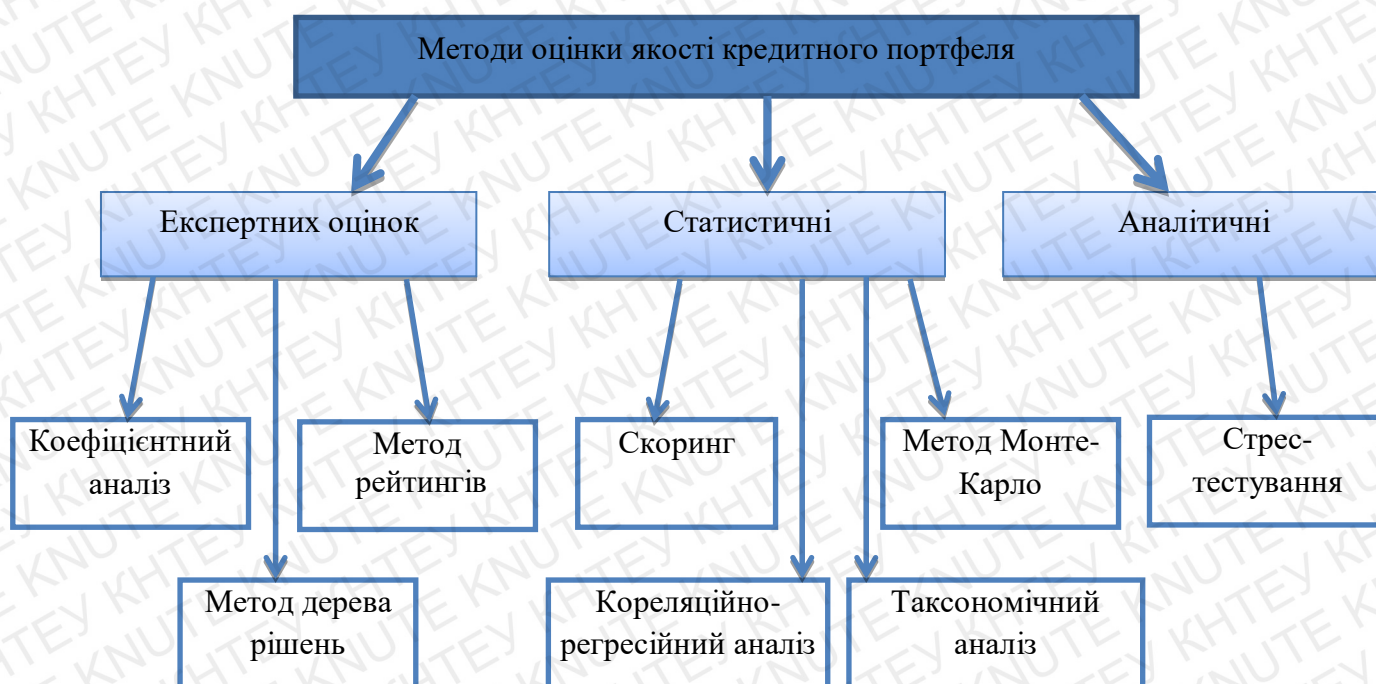 Методи оцінки якості кредитного портфеля
Експертних оцінок
Статистичні
Аналітичні
Коефіцієнтний
аналіз
Метод
рейтингів
Скоринг
Метод Монте-
Карло
Стрес-
тестування
Метод дерева
рішень
Кореляційно-
регресійний аналіз
Таксономічний
аналіз